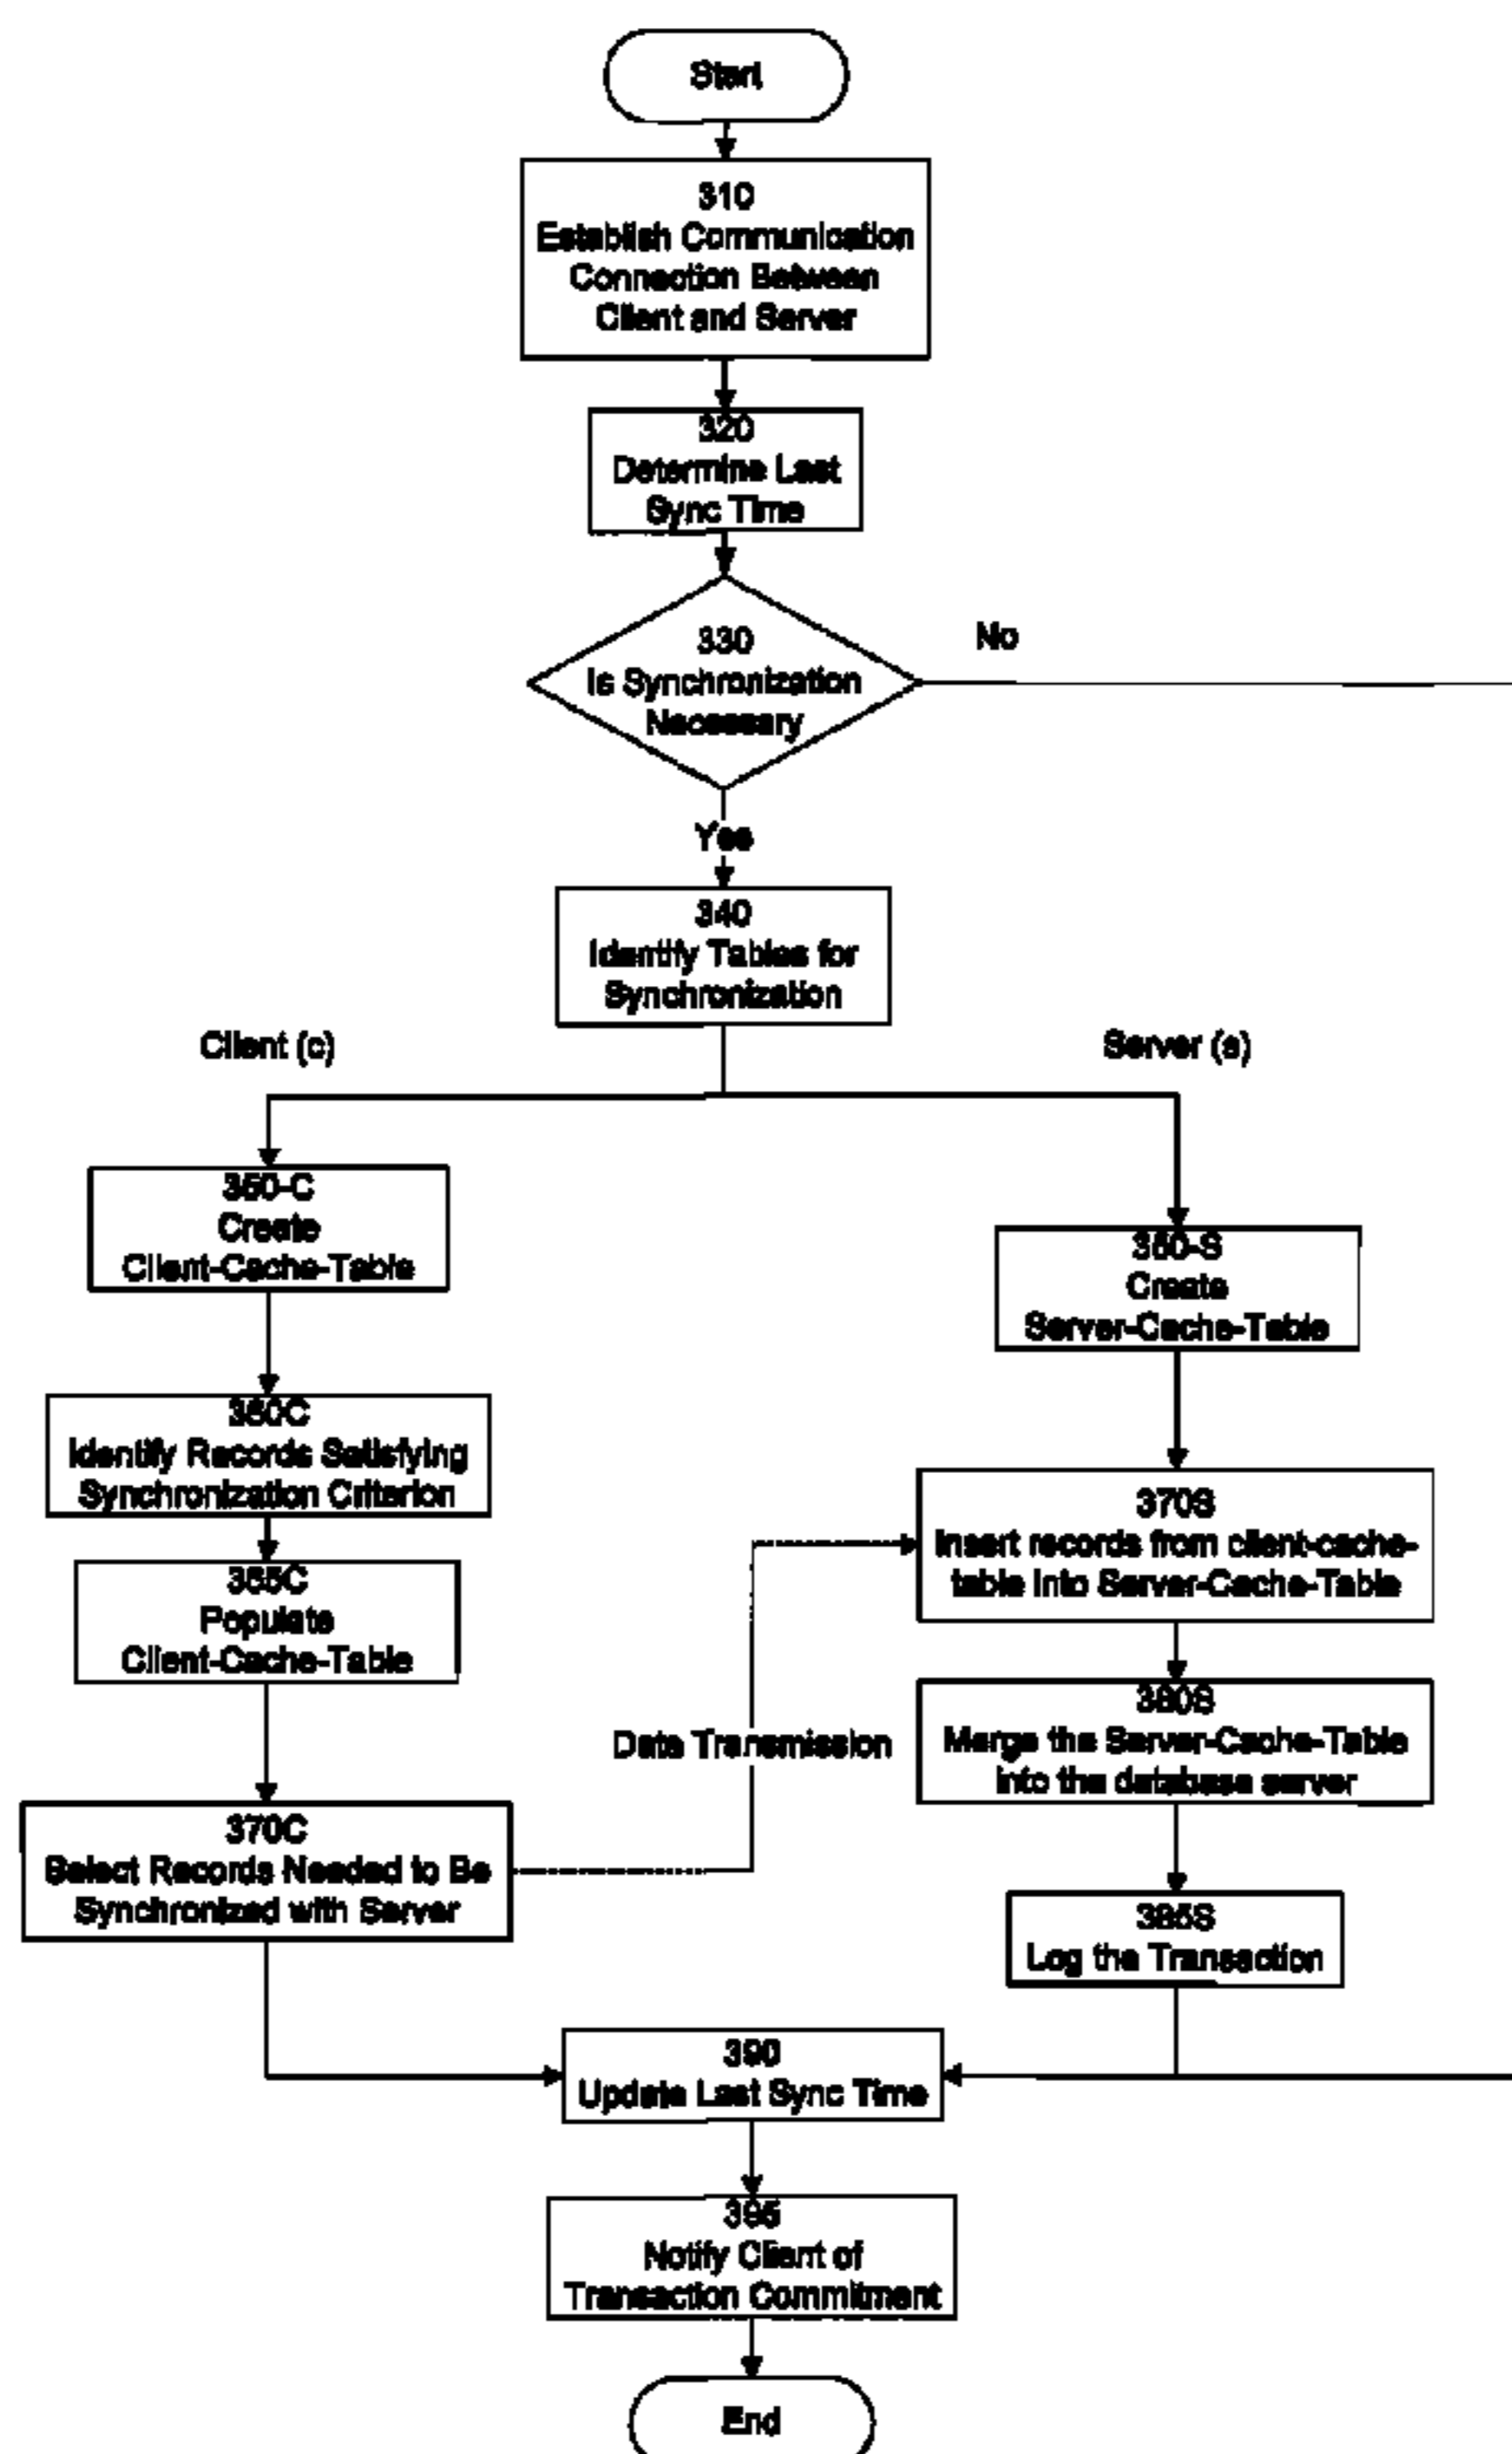 Start
310
Establish Communication
Connection Between
Client and Server
320
Determine Last
Sync Time
330
Is Synchronization
Necessary
No
Yes
340
Identify Tables for
Synchronization
Client (c)
Server (s)
350-C
Create
Client-Cache-Table
350-S
Create
Server-Cache-Table
360C
Identify Records Satisfying
Synchronization Criterion
365C
Populate
Client-Cache-Table
370S
Insert records from client-cache-
table into Server-Cache-Table
380S
Merge the Server-Cache-Table
into the database server
Data Transmission
370C
Select Records Needed to Be
Synchronized with Server
385S
Log the Transaction
390
Update Last Sync Time
395
Notify Client of
Transaction Commitment
End